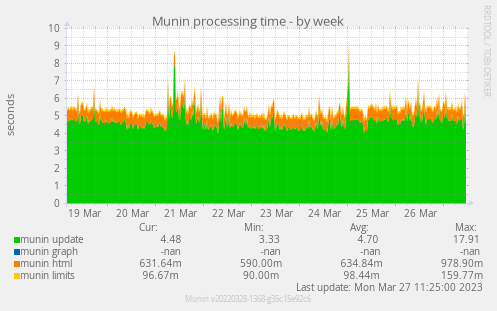 Munin processing time - by week
RRDTOOL / TOBI OETIKER
seconds
10
9
8
7
6
5
4
3
2
1
0
19 Mar 20 Mar 21 Mar 22 Mar 23 Mar 24 Mar 25 Mar 26 Mar
Cur: Min: Avg: Max:
munin update 4.48 3.33 4.70 17.91
munin graph -nan -nan -nan -nan
munin html 631.64m 590.00m 634.84m 978.90m
munin limits 96.67m 90.00m 98.44m 159.77m
Last update: Mon Mar 27 11:25:00 2023
Munin v20220328-1368-g35c15e92c6